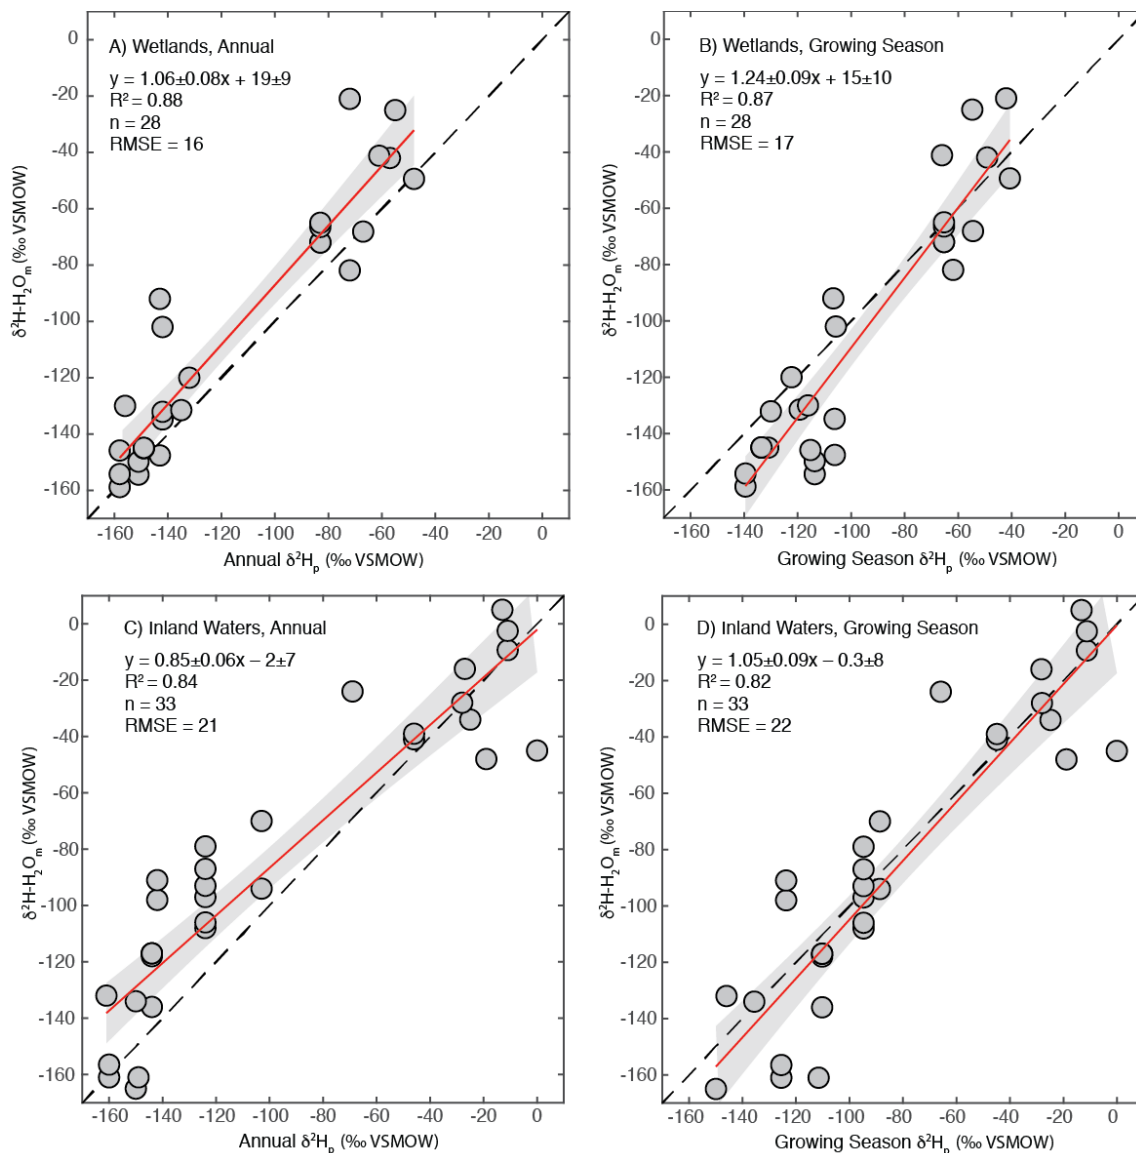 A) Wetlands, Annual
y = 1.06±0.08x + 19±9
R² = 0.88
n = 28
RMSE = 16
0
-20
-40
-60
-80
-100
-120
-140
-160
δ²H-H₂Oₘ (‰ VSMOW)
-160 -140 -120 -100 -80 -60 -40 -20 0
Annual δ²Hₚ (‰ VSMOW)
B) Wetlands, Growing Season
y = 1.24±0.09x + 15±10
R² = 0.87
n = 28
RMSE = 17
0
-20
-40
-60
-80
-100
-120
-140
-160
δ²H-H₂Oₘ (‰ VSMOW)
-160 -140 -120 -100 -80 -60 -40 -20 0
Growing Season δ²Hₚ (‰ VSMOW)
C) Inland Waters, Annual
y = 0.85±0.06x – 2±7
R² = 0.84
n = 33
RMSE = 21
0
-20
-40
-60
-80
-100
-120
-140
-160
δ²H-H₂Oₘ (‰ VSMOW)
-160 -140 -120 -100 -80 -60 -40 -20 0
Annual δ²Hₚ (‰ VSMOW)
D) Inland Waters, Growing Season
y = 1.05±0.09x – 0.3±8
R² = 0.82
n = 33
RMSE = 22
0
-20
-40
-60
-80
-100
-120
-140
-160
δ²H-H₂Oₘ (‰ VSMOW)
-160 -140 -120 -100 -80 -60 -40 -20 0
Growing Season δ²Hₚ (‰ VSMOW)